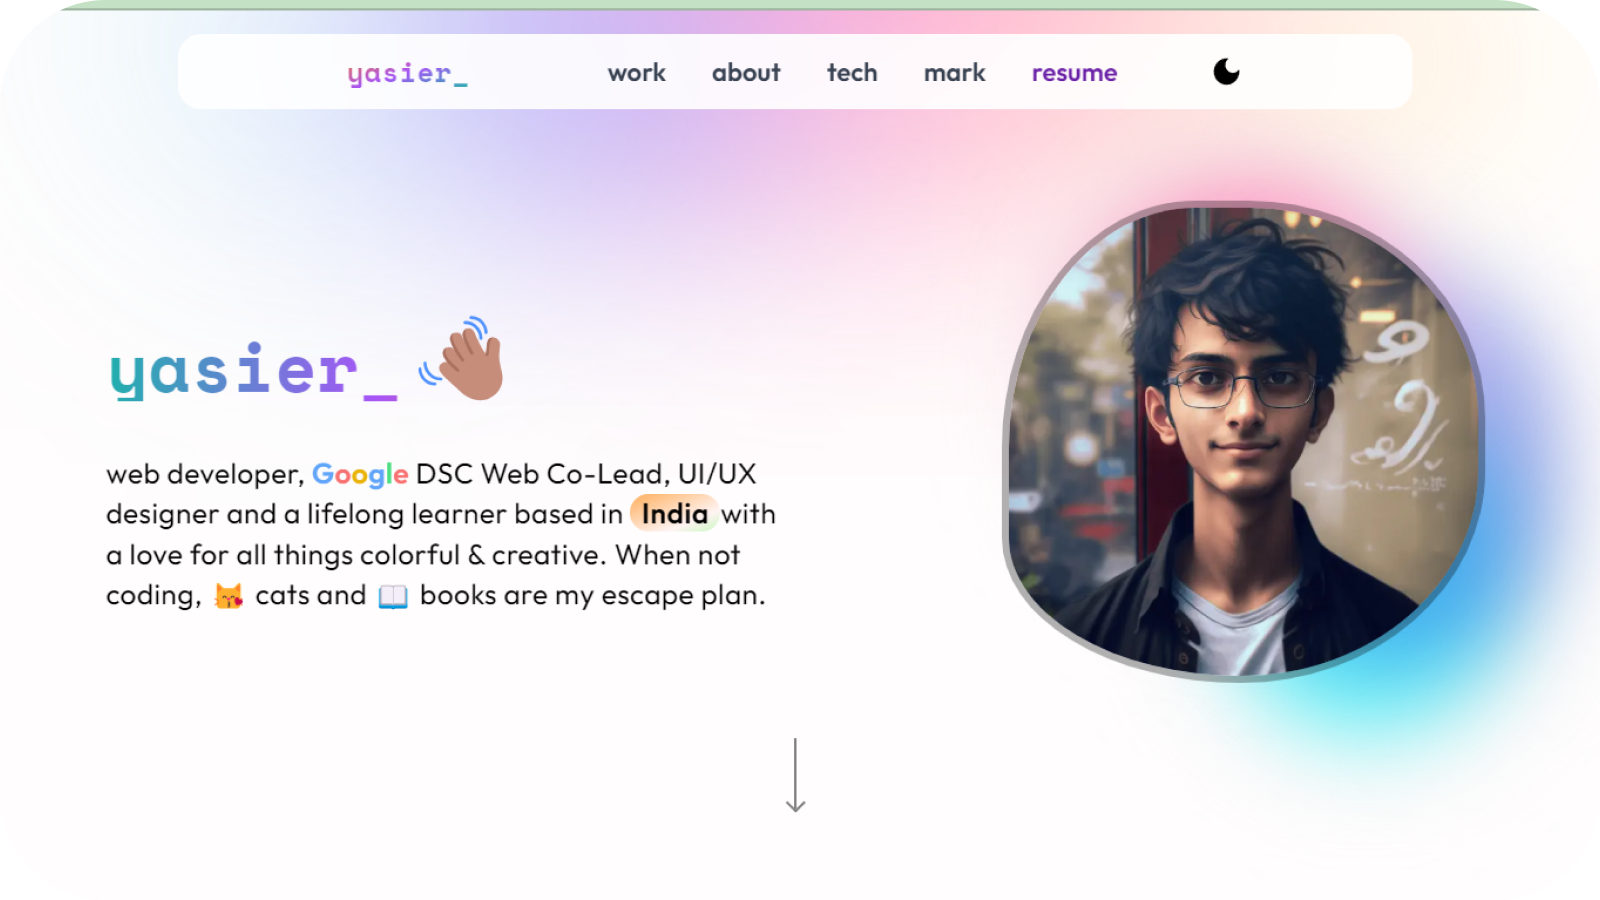 yasier_
work about tech mark resume
yasier_ 👋🏽
web developer, Google DSC Web Co-Lead, UI/UX
designer and a lifelong learner based in India with
a love for all things colorful & creative. When not
coding, 😽 cats and 📖 books are my escape plan.